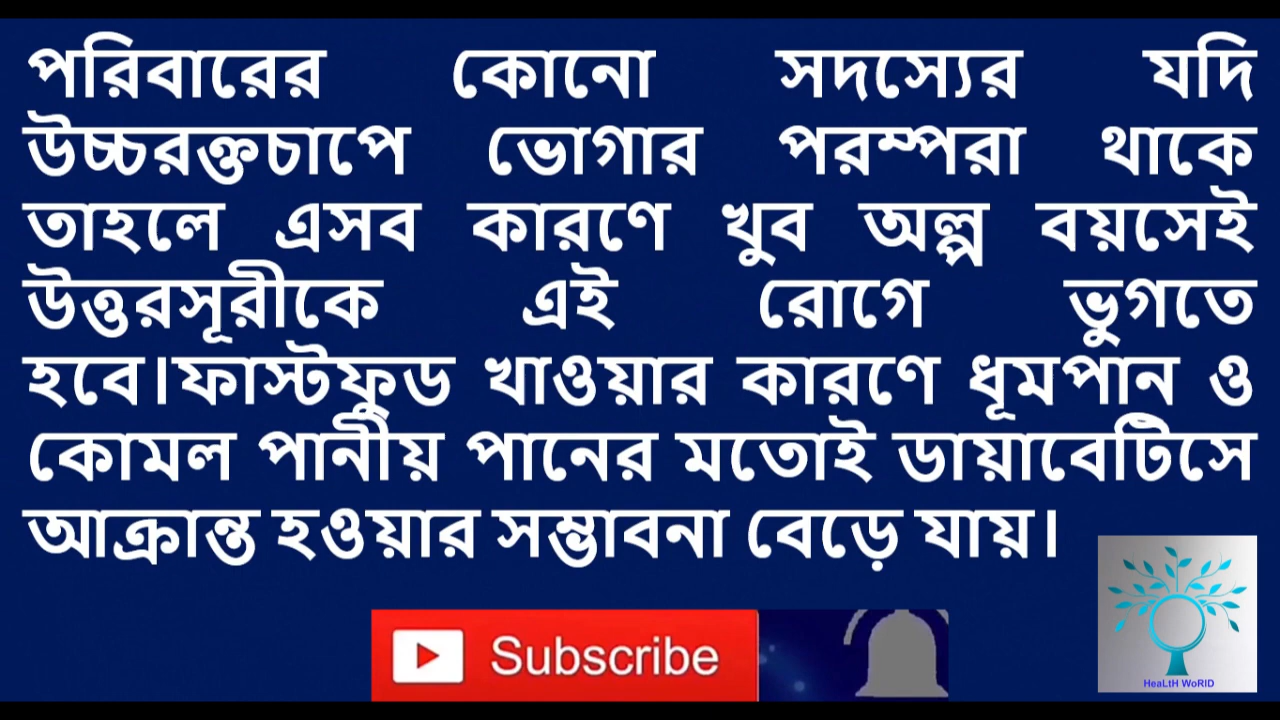 পরিবারের কোনো সদস্যের যদি
উচ্চরক্তচাপে ভোগার পরম্পরা থাকে
তাহলে এসব কারণে খুব অল্প বয়সেই
উত্তরসূরীকে এই রোগে ভুগতে
হবে।ফাস্টফুড খাওয়ার কারণে ধূমপান ও
কোমল পানীয় পানের মতোই ডায়াবেটিসে
আক্রান্ত হওয়ার সম্ভাবনা বেড়ে যায়।
Subscribe
HeaLtH WoRlD